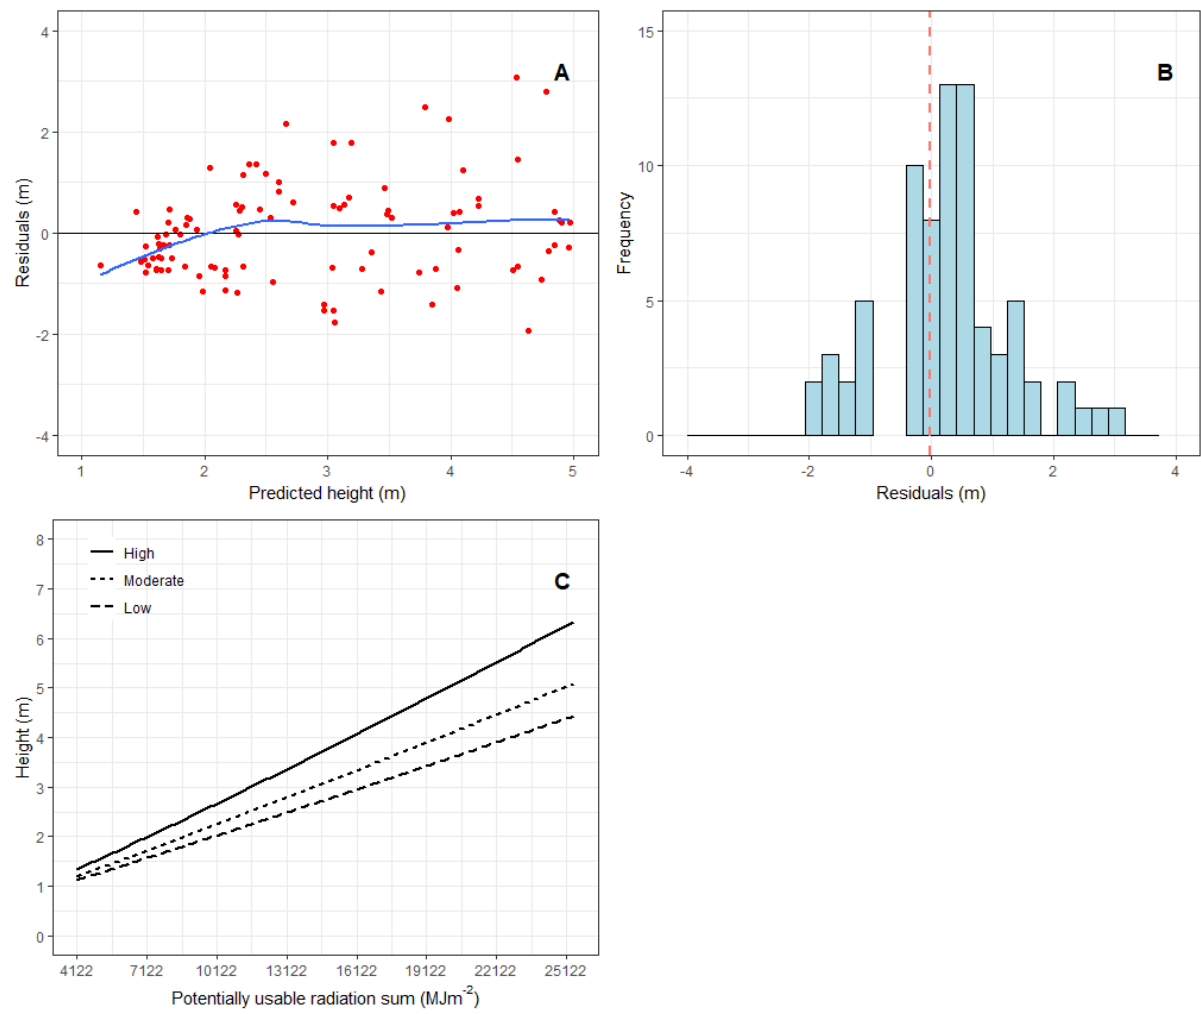 A
4
2
0
-2
-4
Residuals (m)
1 2 3 4 5
Predicted height (m)
B
15
10
5
0
Frequency
-4 -2 0 2 4
Residuals (m)
C
High
Moderate
Low
8
7
6
5
4
3
2
1
0
Height (m)
4122 7122 10122 13122 16122 19122 22122 25122
Potentially usable radiation sum (MJm⁻²)